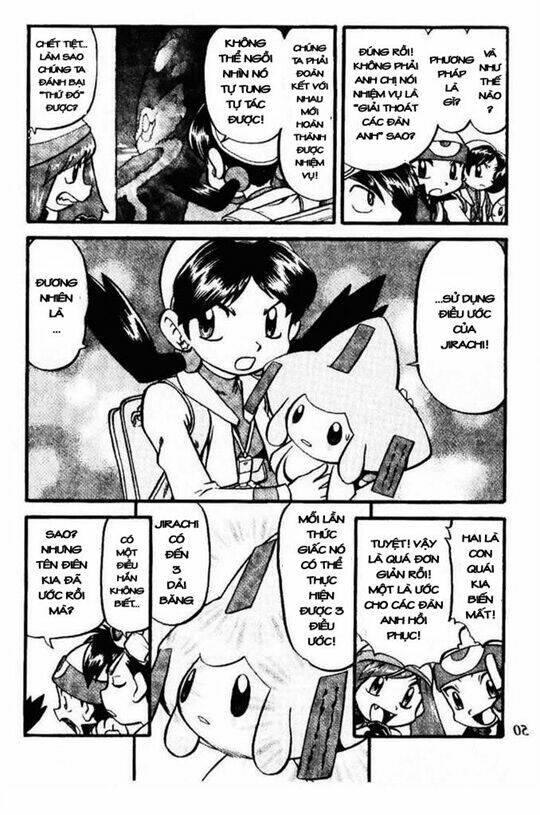 VÀ
NHƯ
THẾ
NÀO
?
PHƯƠNG
PHÁP
LÀ
GÌ?
ĐÚNG RỒI!
KHÔNG PHẢI
ANH CHỊ NÓI
NHIỆM VỤ LÀ
"GIẢI THOÁT
CÁC ĐÀN
ANH" SAO?
CHÚNG
TA PHẢI
ĐOÀN
KẾT VỚI
NHAU
MỚI
HOÀN
THÀNH
ĐƯỢC
NHIỆM
VỤ!
KHÔNG
THỂ NGỒI
NHÌN NÓ
TỰ TUNG
TỰ TÁC
ĐƯỢC!
CHẾT TIỆT...
LÀM SAO
CHÚNG TA
ĐÁNH BẠI
"THỨ ĐÓ"
ĐƯỢC?
...SỬ DỤNG
ĐIỀU ƯỚC
CỦA
JIRACHI!
ĐƯƠNG
NHIÊN LÀ
...
HAI LÀ
CON
QUÁI
KIA
BIẾN
MẤT!
TUYỆT! VẬY
LÀ QUÁ ĐƠN
GIẢN RỒI!
MỘT LÀ ƯỚC
CHO CÁC ĐÀN
ANH HỒI
PHỤC!
MỖI LẦN
THỨC
GIẤC NÓ
CÓ THỂ
THỰC
HIỆN
ĐƯỢC 3
ĐIỀU
ƯỚC!
JIRACHI
CÓ
ĐẾN
3
DẢI
BĂNG
CÓ
MỘT
ĐIỀU
HẮN
KHÔNG
BIẾT...
SAO?
NHƯNG
TÊN ĐIÊN
KIA ĐÃ
ƯỚC RỒI
MÀ?
50